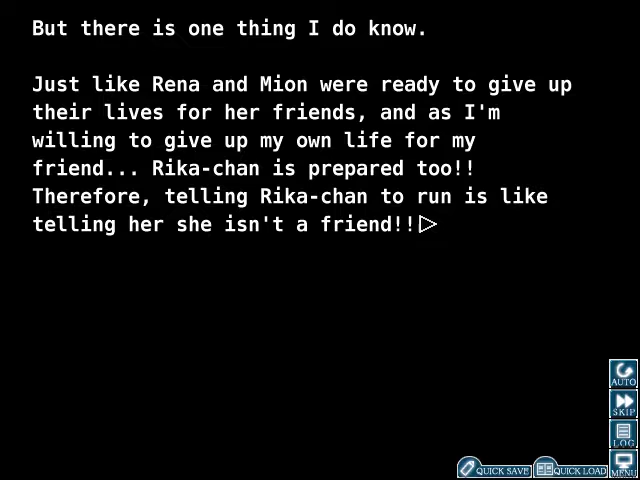 But there is one thing I do know.
Just like Rena and Mion were ready to give up
their lives for her friends, and as I'm
willing to give up my own life for my
friend... Rika-chan is prepared too!!
Therefore, telling Rika-chan to run is like
telling her she isn't a friend!!
AUTO
SKIP
LOG
QUICK SAVE
QUICK LOAD
MENU